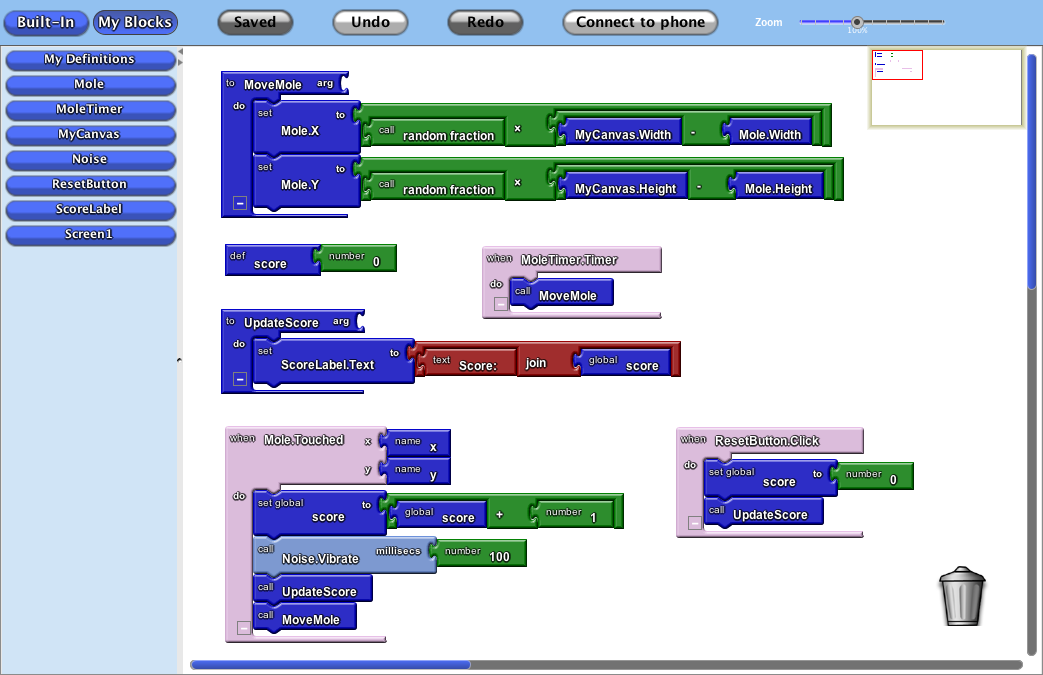 Built-In My Blocks Saved Undo Redo Connect to phone Zoom 100%
My Definitions
Mole
MoleTimer
MyCanvas
Noise
ResetButton
ScoreLabel
Screen1
to MoveMole arg
do set Mole.X to call random fraction × MyCanvas.Width - Mole.Width
set Mole.Y to call random fraction × MyCanvas.Height - Mole.Height
def score number 0
when MoleTimer.Timer
do call MoveMole
to UpdateScore arg
do set ScoreLabel.Text to text Score: join global score
when Mole.Touched x name x
y name y
do set global score to global score + number 1
call Noise.Vibrate millisecs number 100
call UpdateScore
call MoveMole
when ResetButton.Click
do set global score to number 0
call UpdateScore